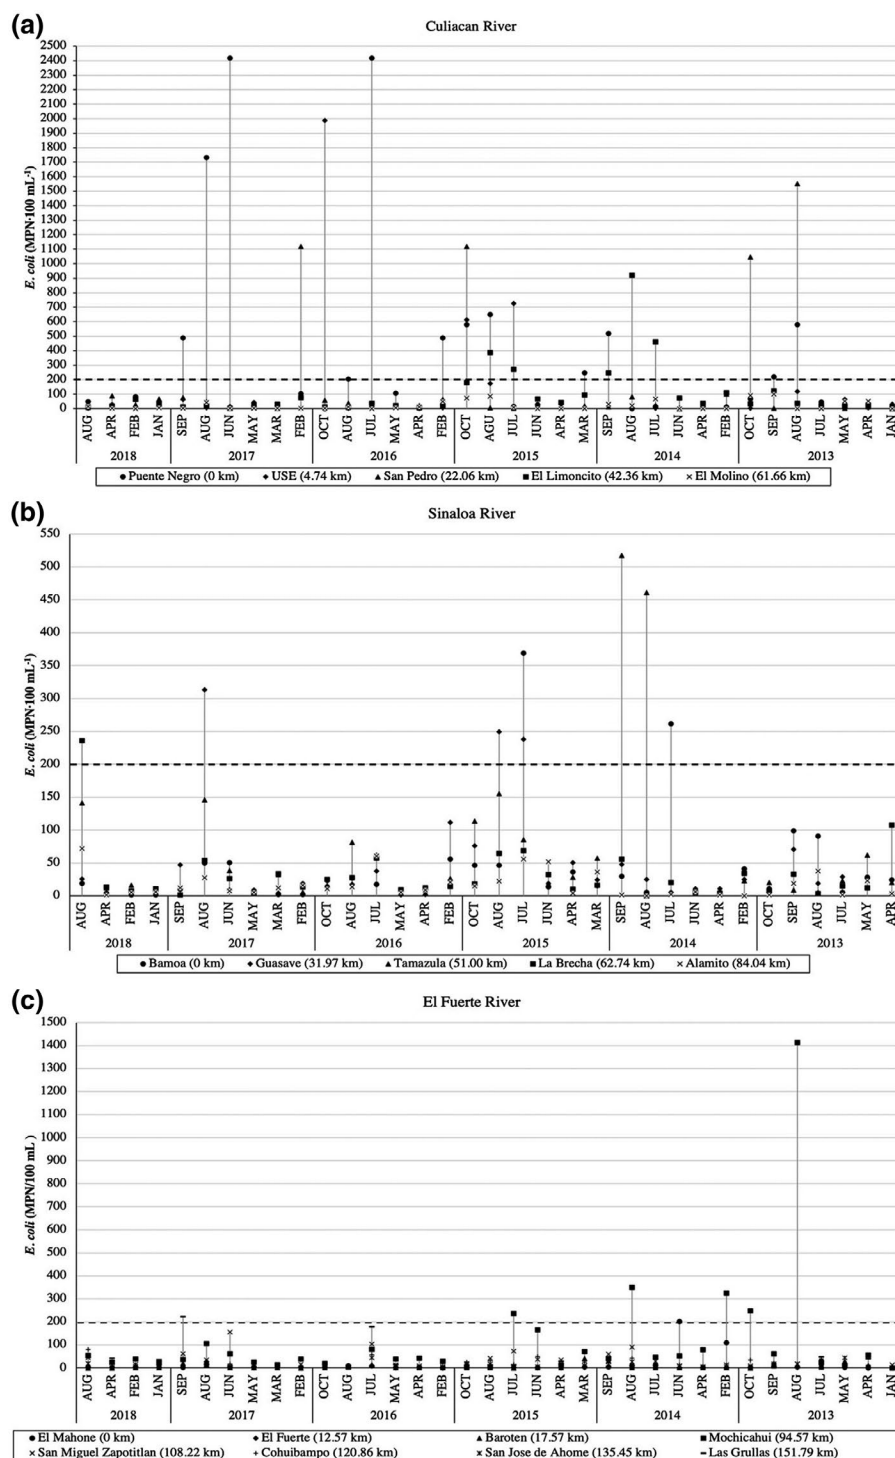 (a)
Culiacan River
E. coli (MPN·100 mL⁻¹)
2500
2400
2300
2200
2100
2000
1900
1800
1700
1600
1500
1400
1300
1200
1100
1000
900
800
700
600
500
400
300
200
100
0
AUG APR FEB JAN SEP AUG JUN MAY MAR FEB OCT AUG JUL MAY APR FEB OCT AGU JUL JUN APR MAR SEP AUG JUL JUN APR FEB OCT SEP AUG JUL MAY APR JAN
2018 2017 2016 2015 2014 2013
Puente Negro (0 km) USE (4.74 km) San Pedro (22.06 km) El Limoncito (42.36 km) El Molino (61.66 km)
(b)
Sinaloa River
E. coli (MPN·100 mL⁻¹)
550
500
450
400
350
300
250
200
150
100
50
0
AUG APR FEB JAN SEP AUG JUN MAY MAR FEB OCT AUG JUL MAY APR FEB OCT AUG JUL JUN APR MAR SEP AUG JUL JUN APR FEB OCT SEP AUG JUL MAY APR
2018 2017 2016 2015 2014 2013
Bamoa (0 km) Guasave (31.97 km) Tamazula (51.00 km) La Brecha (62.74 km) Alamito (84.04 km)
(c)
El Fuerte River
E. coli (MPN/100 mL )
1500
1400
1300
1200
1100
1000
900
800
700
600
500
400
300
200
100
0
AUG APR FEB JAN SEP AUG JUN MAY MAR FEB OCT AUG JUL MAY APR FEB OCT AUG JUL JUN APR MAR SEP AUG JUL JUN APR FEB OCT SEP AUG JUL MAY APR JAN
2018 2017 2016 2015 2014 2013
El Mahone (0 km) El Fuerte (12.57 km) Baroten (17.57 km) Mochicahui (94.57 km)
San Miguel Zapotitlan (108.22 km) Cohuibampo (120.86 km) San Jose de Ahome (135.45 km) Las Grullas (151.79 km)